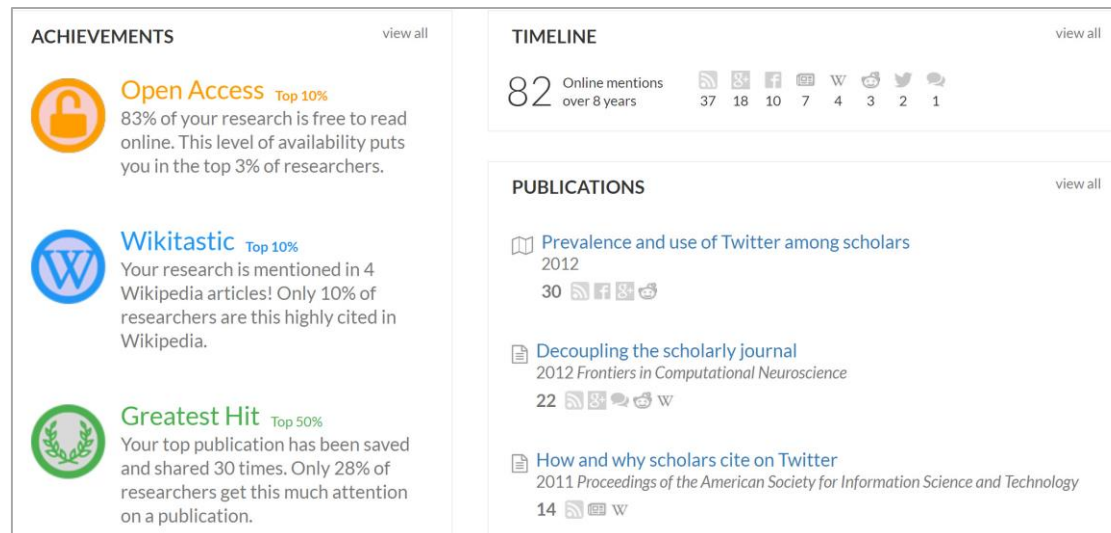 ACHIEVEMENTS view all
Open Access Top 10%
83% of your research is free to read
online. This level of availability puts
you in the top 3% of researchers.
W
Wikitastic Top 10%
Your research is mentioned in 4
Wikipedia articles! Only 10% of
researchers are this highly cited in
Wikipedia.
Greatest Hit Top 50%
Your top publication has been saved
and shared 30 times. Only 28% of
researchers get this much attention
on a publication.
TIMELINE view all
82 Online mentions
over 8 years
g+ f W
37 18 10 7 4 3 2 1
PUBLICATIONS view all
Prevalence and use of Twitter among scholars
2012
30 f g+
Decoupling the scholarly journal
2012 Frontiers in Computational Neuroscience
22 g+ W
How and why scholars cite on Twitter
2011 Proceedings of the American Society for Information Science and Technology
14 W